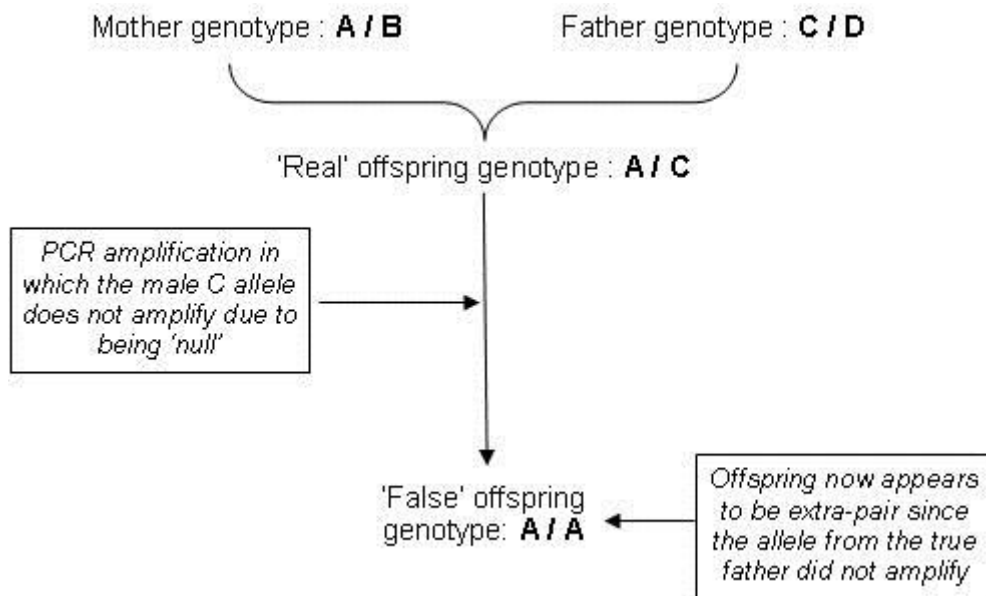 Mother genotype : A / B
Father genotype : C / D
'Real' offspring genotype : A / C
PCR amplification in
which the male C allele
does not amplify due to
being 'null'
'False' offspring
genotype: A / A
Offspring now appears
to be extra-pair since
the allele from the true
father did not amplify